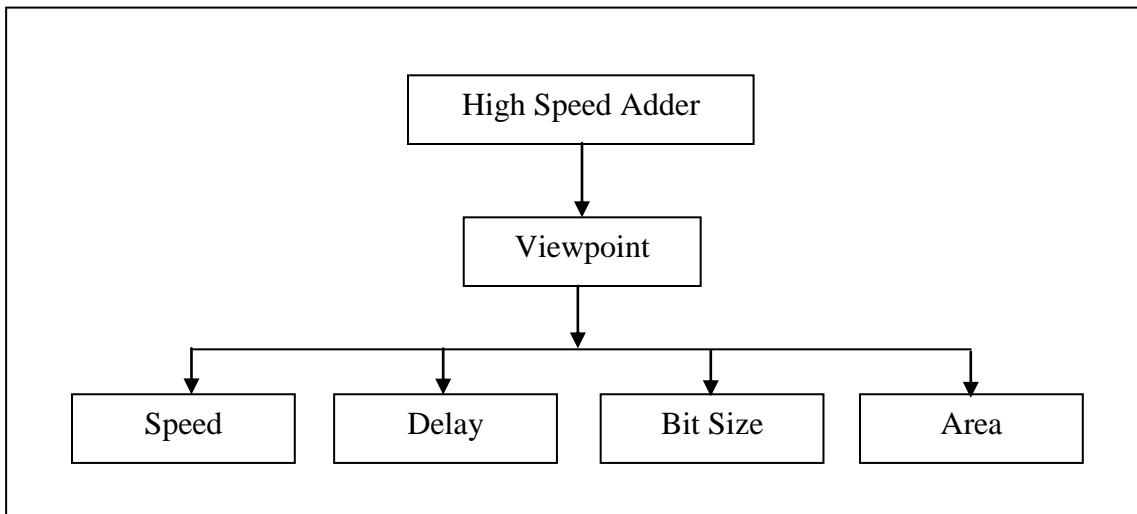 High Speed Adder
Viewpoint
Speed
Delay
Bit Size
Area